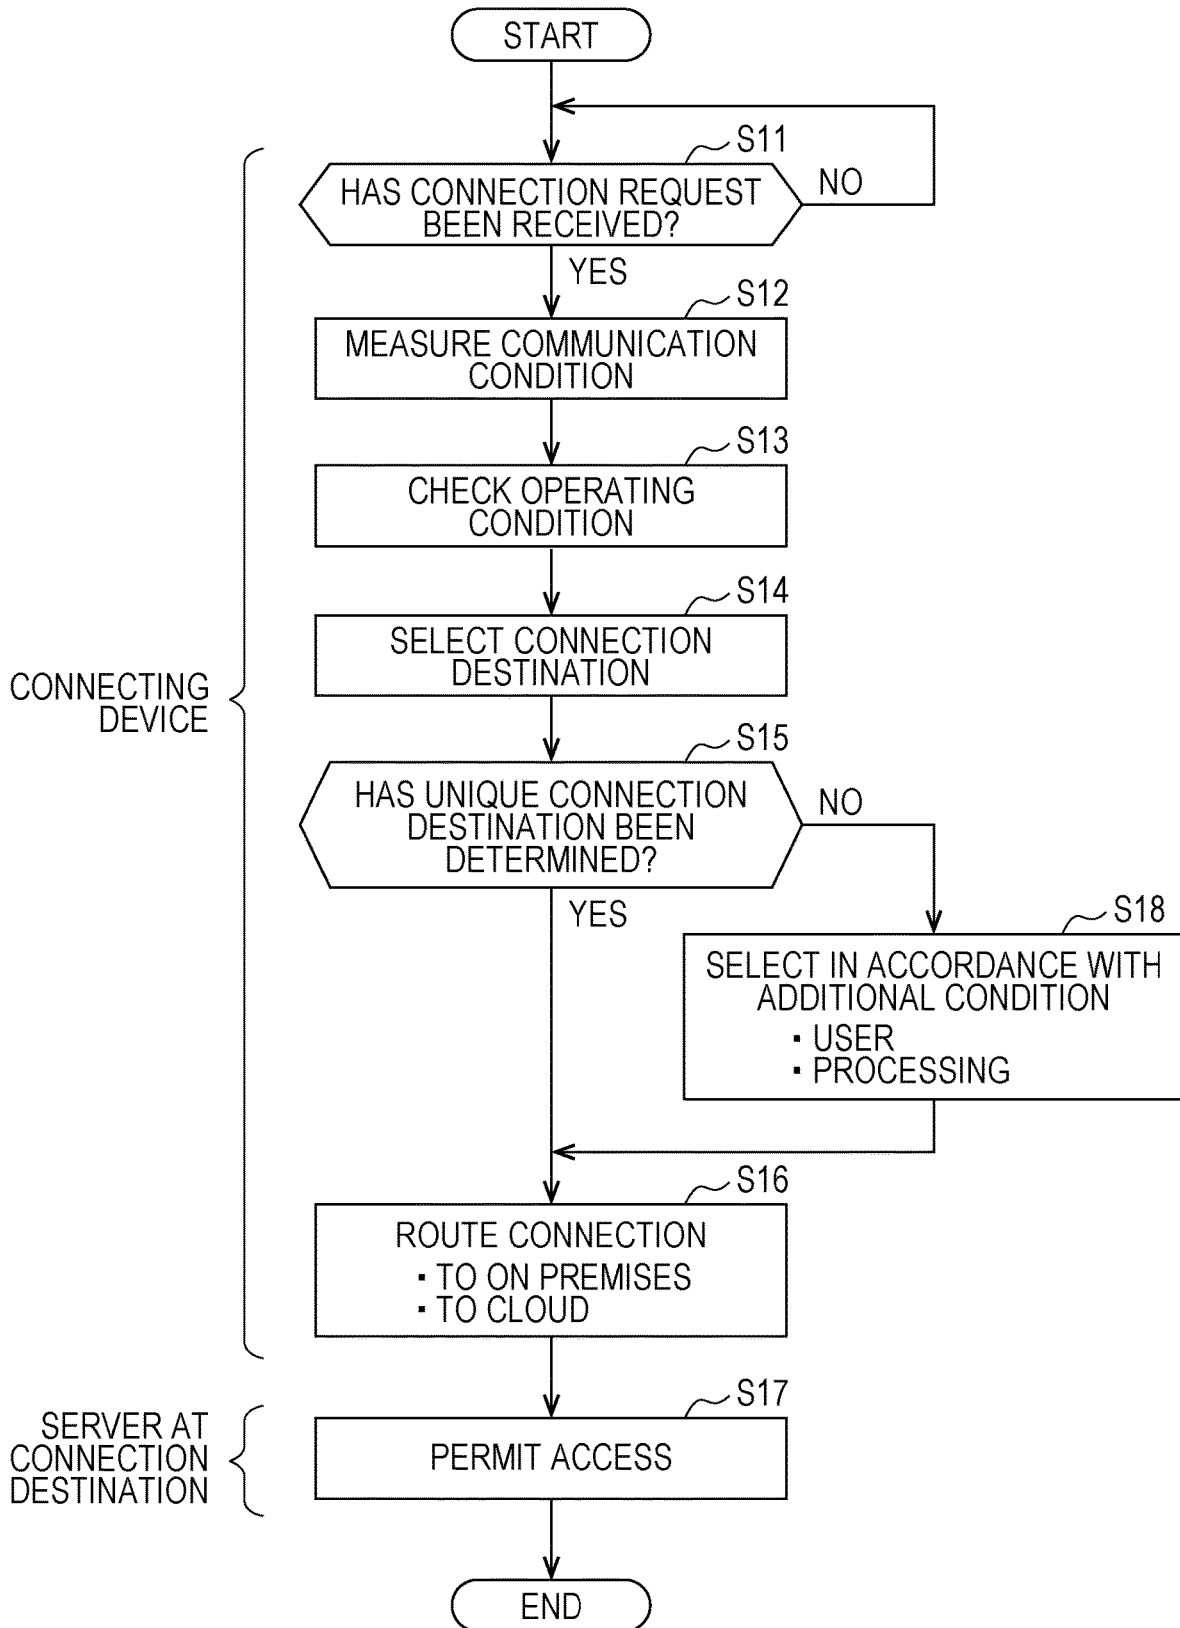 START
S11
HAS CONNECTION REQUEST
BEEN RECEIVED?
NO
YES
S12
MEASURE COMMUNICATION
CONDITION
S13
CHECK OPERATING
CONDITION
S14
SELECT CONNECTION
DESTINATION
CONNECTING
DEVICE
S15
HAS UNIQUE CONNECTION
DESTINATION BEEN
DETERMINED?
NO
YES
S18
SELECT IN ACCORDANCE WITH
ADDITIONAL CONDITION
▪ USER
▪ PROCESSING
S16
ROUTE CONNECTION
▪ TO ON PREMISES
▪ TO CLOUD
S17
SERVER AT
CONNECTION
DESTINATION
PERMIT ACCESS
END